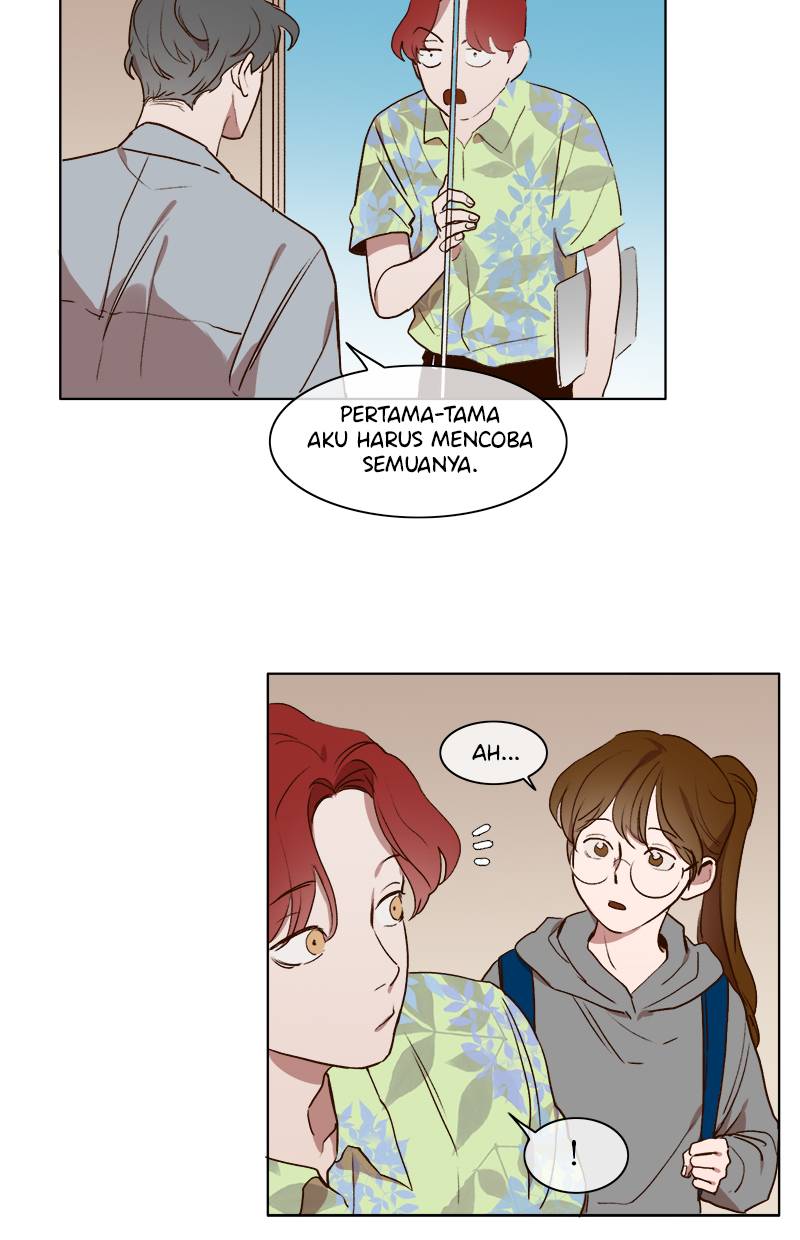 PERTAMA-TAMA
AKU HARUS MENCOBA
SEMUANYA.
AH...
!